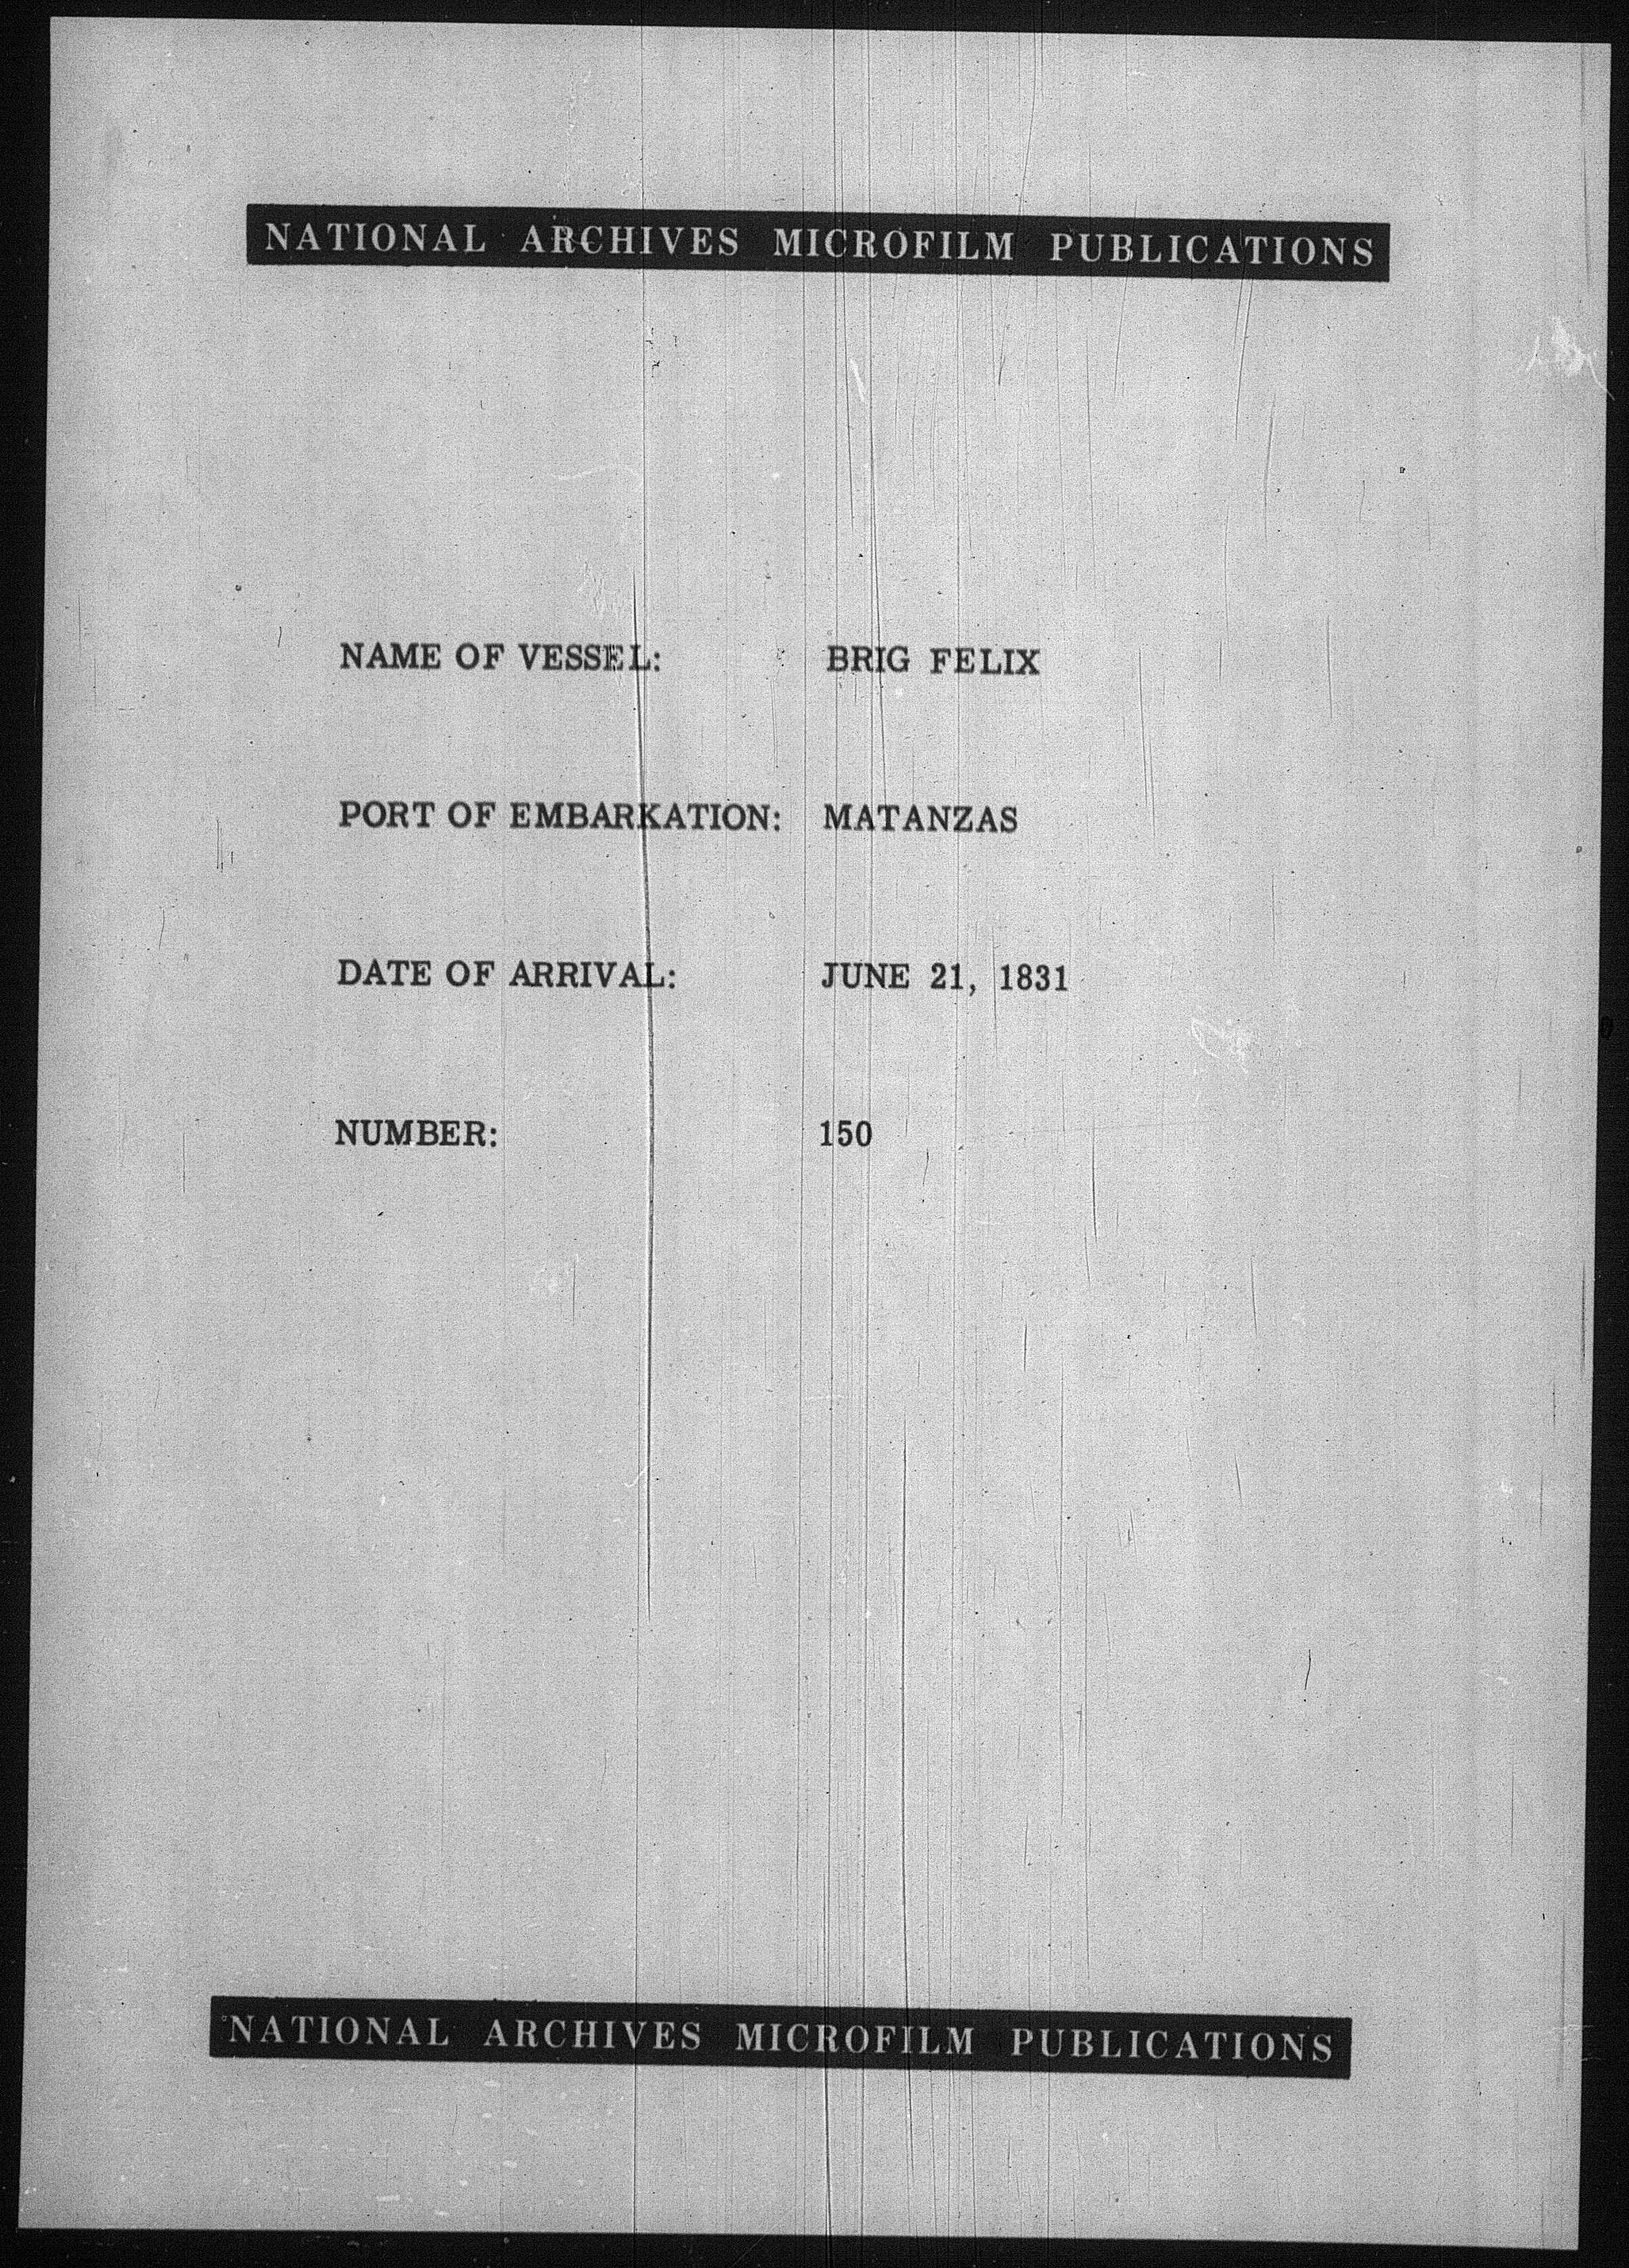 NATIONAL ARCHIVES MICROFILM PUBLICATIONS
NAME OF VESSEL: BRIG FELIX
PORT OF EMBARKATION: MATANZAS
DATE OF ARRIVAL: JUNE 21, 1831
NUMBER: 150
NATIONAL ARCHIVES MICROFILM PUBLICATIONS